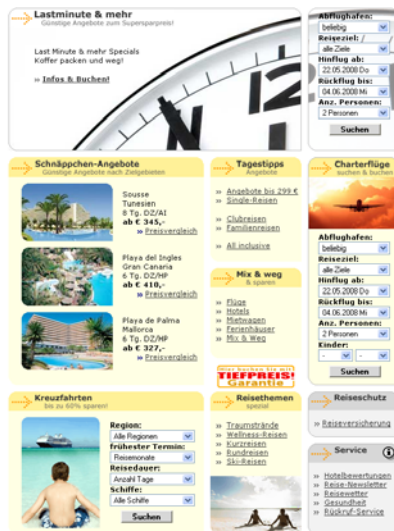 Lastminute & mehr
Günstige Angebote zum Supersparpreis!
Last Minute & mehr Specials
Koffer packen und weg!
» Infos & Buchen!
12
Abflughafen:
beliebig
Reiseziel:
alle Ziele
Hinflug ab:
22.05.2008 Do
Rückflug bis:
04.06.2008 Mi
Anz. Personen:
2 Personen
Suchen
Schnäppchen-Angebote
Günstige Angebote nach Zielgebieten
Sousse
Tunesien
8 Tg. DZ/AI
ab € 345,-
» Preisvergleich
Playa del Ingles
Gran Canaria
6 Tg. DZ/HP
ab € 410,-
» Preisvergleich
Playa de Palma
Mallorca
6 Tg. DZ/HP
ab € 327,-
» Preisvergleich
Tagestipps
Angebote
» Angebote bis 299 €
» Single-Reisen
» Clubreisen
» Familienreisen
» All inclusive
Mix & weg
& sparen
» Flüge
» Hotels
» Mietwagen
» Ferienhäuser
» Mix & Weg
Hier buchen Sie mit
TIEFPREIS!
Garantie
Charterflüge
suchen & buchen
Abflughafen:
beliebig
Reiseziel:
alle Ziele
Hinflug ab:
22.05.2008 Do
Rückflug bis:
04.06.2008 Mi
Anz. Personen:
2 Personen
Kinder:
- -
Suchen
Kreuzfahrten
bis zu 60% sparen!
Region:
Alle Regionen
frühester Termin:
Reisemonate
Reisedauer:
Anzahl Tage
Schiffe:
Alle Schiffe
Suchen
Reisethemen
spezial
» Traumstrände
» Wellness-Reisen
» Kurzreisen
» Rundreisen
» Ski-Reisen
Reiseschutz
» Reiseversicherung
Service
» Hotelbewertungen
» Reise-Newsletter
» Reisewetter
» Gesundheit
» Rückruf-Service